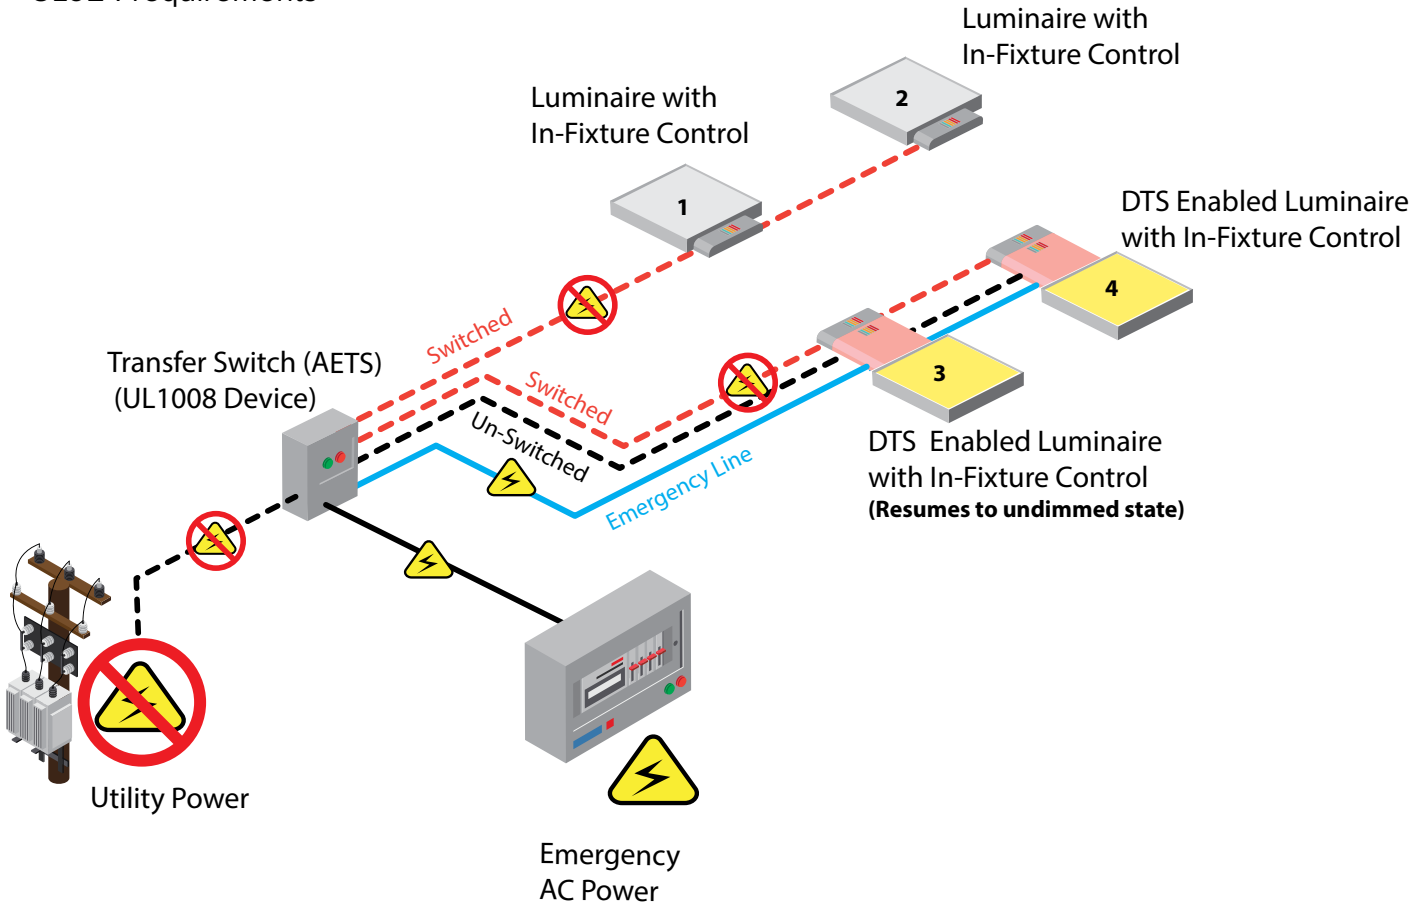 Luminaire with
In-Fixture Control
2
Luminaire with
In-Fixture Control
1
DTS Enabled Luminaire
with In-Fixture Control
4
Switched
Transfer Switch (AETS)
(UL1008 Device)
Switched
3
Un-Switched
Emergency Line
DTS  Enabled Luminaire
with In-Fixture Control
(Resumes to undimmed state)
Utility Power
Emergency
AC Power